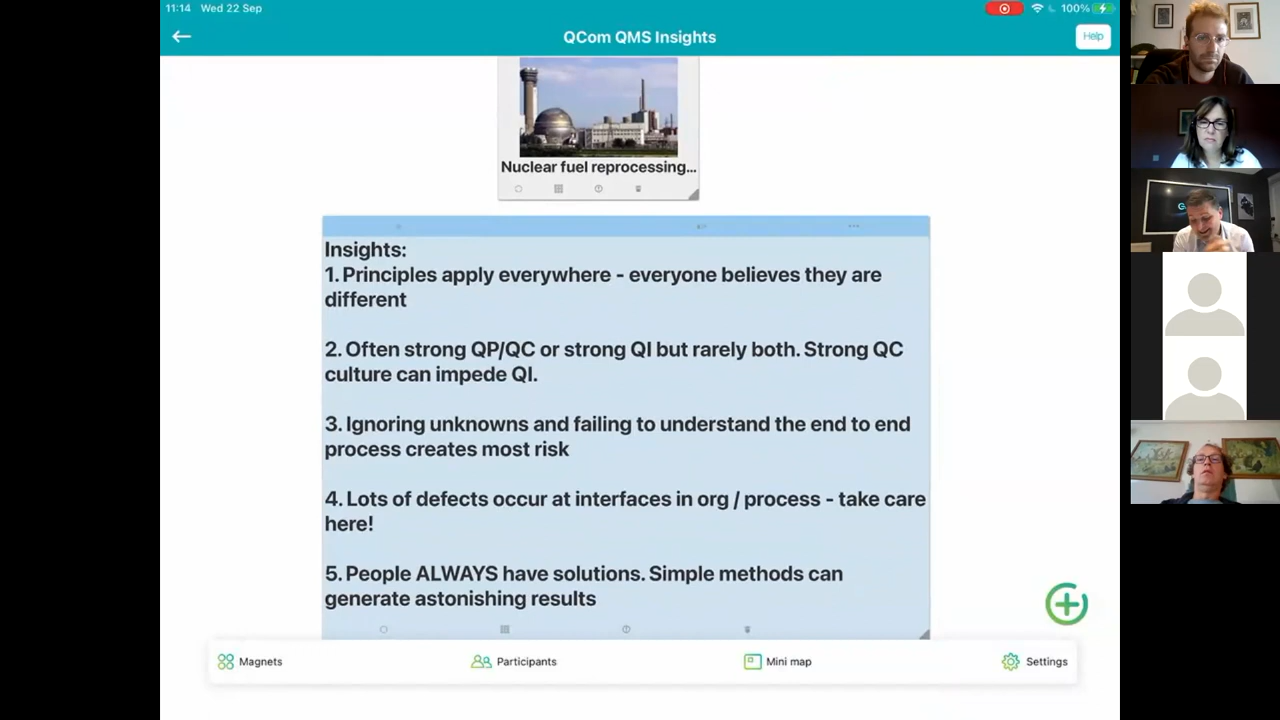 11:14 Wed 22 Sep
100%
QCom QMS Insights
Help
Nuclear fuel reprocessing...
Insights:
1. Principles apply everywhere - everyone believes they are
different
2. Often strong QP/QC or strong QI but rarely both. Strong QC
culture can impede QI.
3. Ignoring unknowns and failing to understand the end to end
process creates most risk
4. Lots of defects occur at interfaces in org / process - take care
here!
5. People ALWAYS have solutions. Simple methods can
generate astonishing results
Magnets
Participants
Mini map
Settings